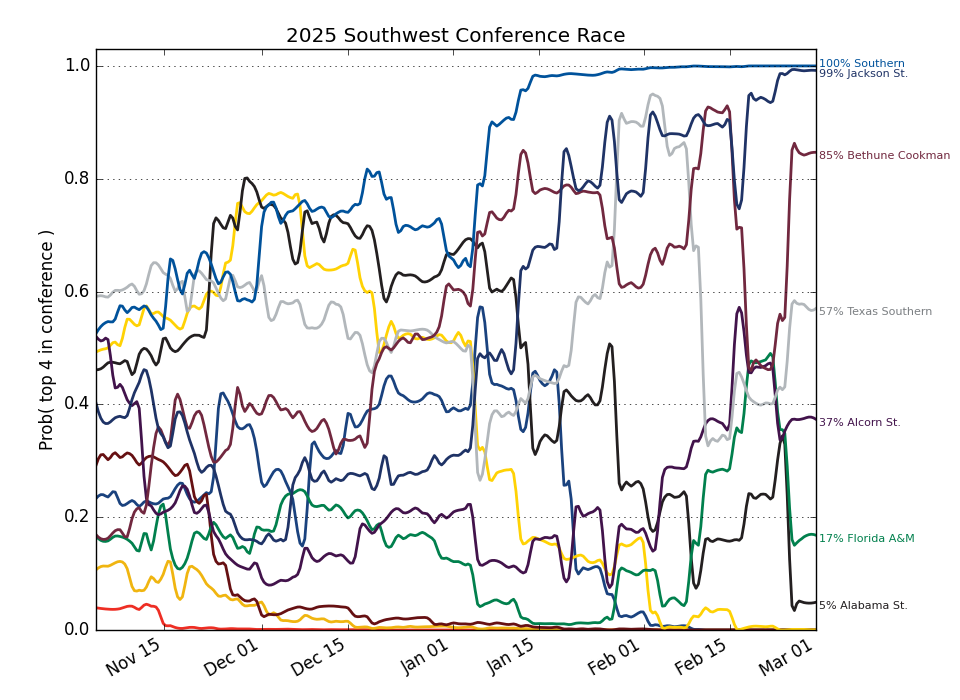 2025 Southwest Conference Race
Prob( top 4 in conference )
1.0
0.8
0.6
0.4
0.2
0.0
Nov 15
Dec 01
Dec 15
Jan 01
Jan 15
Feb 01
Feb 15
Mar 01
100% Southern
99% Jackson St.
85% Bethune Cookman
57% Texas Southern
37% Alcorn St.
17% Florida A&M
5% Alabama St.